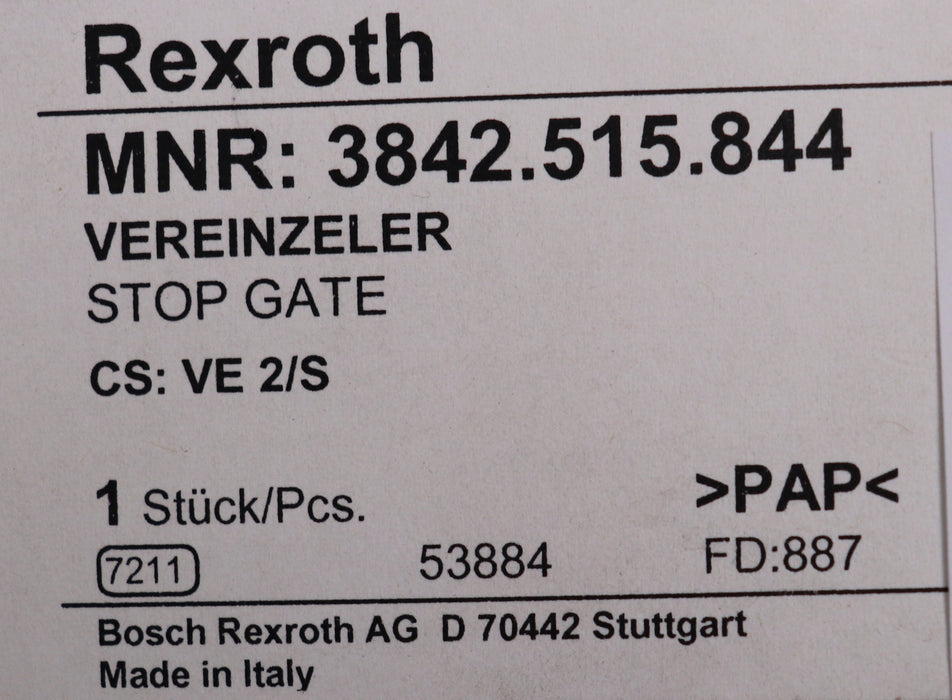 Rexroth
MNR: 3842.515.844
VEREINZELER
STOP GATE
CS: VE 2/S
1 Stück/Pcs.
>PAP<
7211
53884
FD:887
Bosch Rexroth AG D 70442 Stuttgart
Made in Italy